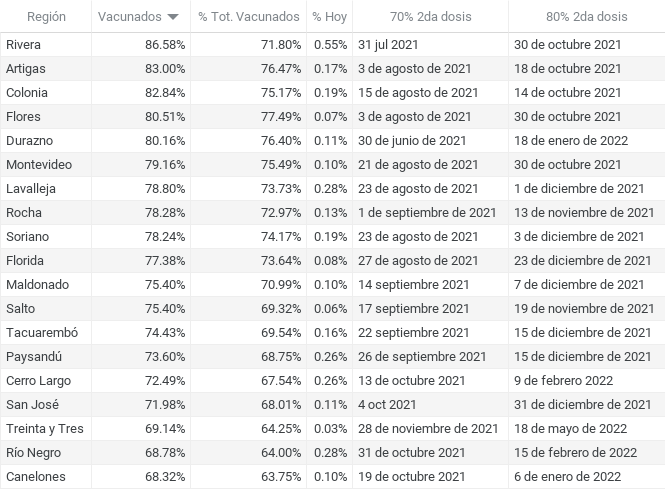 Región Vacunados % Tot. Vacunados % Hoy 70% 2da dosis 80% 2da dosis
Rivera 86.58% 71.80% 0.55% 31 jul 2021 30 de octubre 2021
Artigas 83.00% 76.47% 0.17% 3 de agosto de 2021 18 de octubre 2021
Colonia 82.84% 75.17% 0.19% 15 de agosto de 2021 14 de octubre 2021
Flores 80.51% 77.49% 0.07% 3 de agosto de 2021 30 de octubre 2021
Durazno 80.16% 76.40% 0.11% 30 de junio de 2021 18 de enero de 2022
Montevideo 79.16% 75.49% 0.10% 21 de agosto de 2021 30 de octubre 2021
Lavalleja 78.80% 73.73% 0.28% 23 de agosto de 2021 1 de diciembre de 2021
Rocha 78.28% 72.97% 0.13% 1 de septiembre de 2021 13 de noviembre de 2021
Soriano 78.24% 74.17% 0.19% 23 de agosto de 2021 3 de diciembre de 2021
Florida 77.38% 73.64% 0.08% 27 de agosto de 2021 23 de diciembre de 2021
Maldonado 75.40% 70.99% 0.10% 14 septiembre 2021 7 de diciembre de 2021
Salto 75.40% 69.32% 0.06% 17 septiembre 2021 19 de noviembre de 2021
Tacuarembó 74.43% 69.54% 0.16% 22 septiembre 2021 15 de diciembre de 2021
Paysandú 73.60% 68.75% 0.26% 26 de septiembre 2021 15 de diciembre de 2021
Cerro Largo 72.49% 67.54% 0.26% 13 de octubre 2021 9 de febrero 2022
San José 71.98% 68.01% 0.11% 4 oct 2021 31 de diciembre de 2021
Treinta y Tres 69.14% 64.25% 0.03% 28 de noviembre de 2021 18 de mayo de 2022
Río Negro 68.78% 64.00% 0.28% 31 de octubre 2021 15 de febrero de 2022
Canelones 68.32% 63.75% 0.10% 19 de octubre 2021 6 de enero de 2022